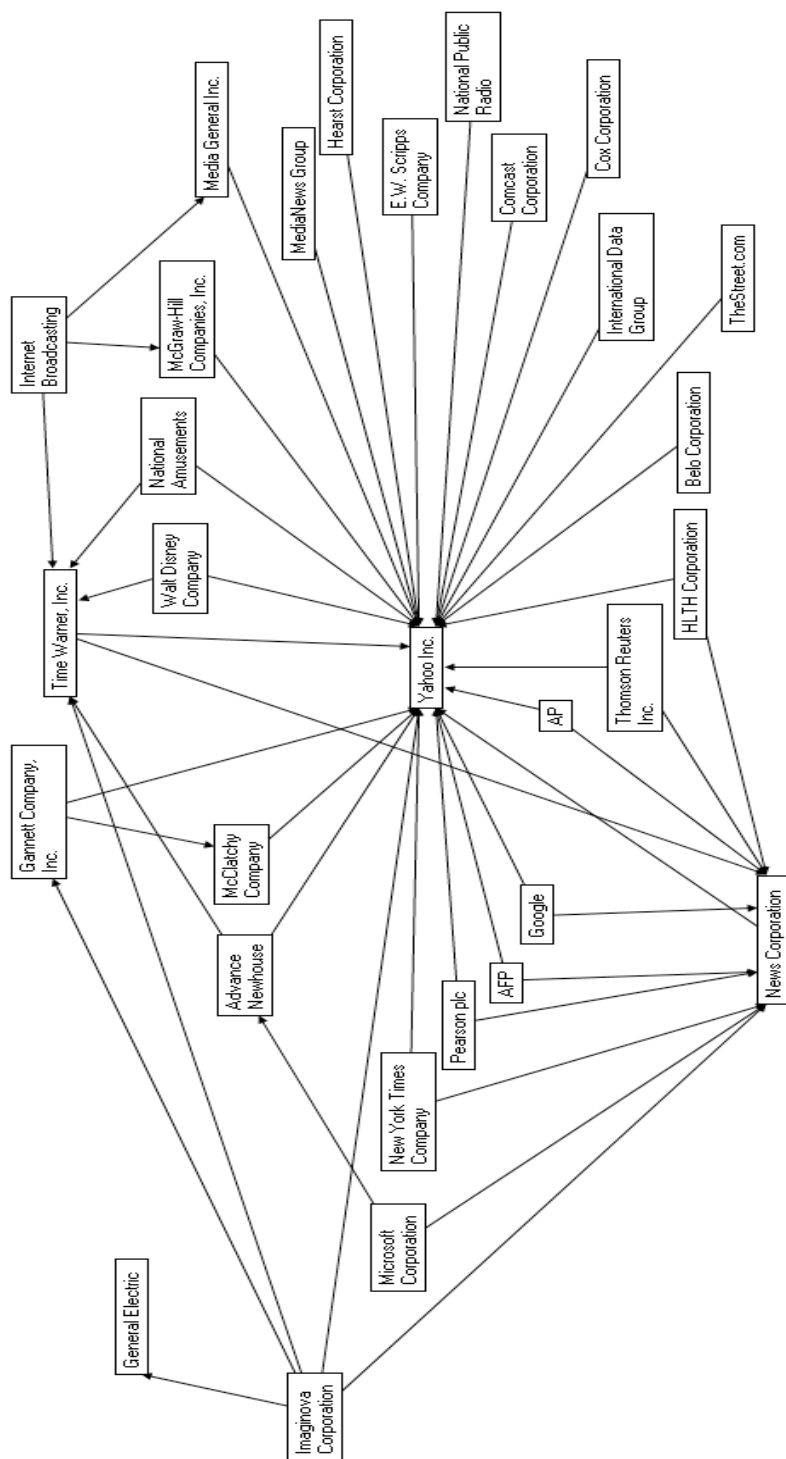 Imaginova
Corporation
General Electric
Microsoft
Corporation
New York Times
Company
Pearson plc
AFP
Google
News Corporation
Advance
Newhouse
McClatchy
Company
Gannett Company,
Inc.
Time Warner, Inc.
Walt Disney
Company
National
Amusements
Internet
Broadcasting
McGraw-Hill
Companies, Inc.
Media General Inc.
MediaNews Group
Hearst Corporation
E.W. Scripps
Company
National Public
Radio
Comcast
Corporation
Cox Corporation
International Data
Group
TheStreet.com
Belo Corporation
HLTH Corporation
Thomson Reuters
Inc.
AP
Yahoo Inc.